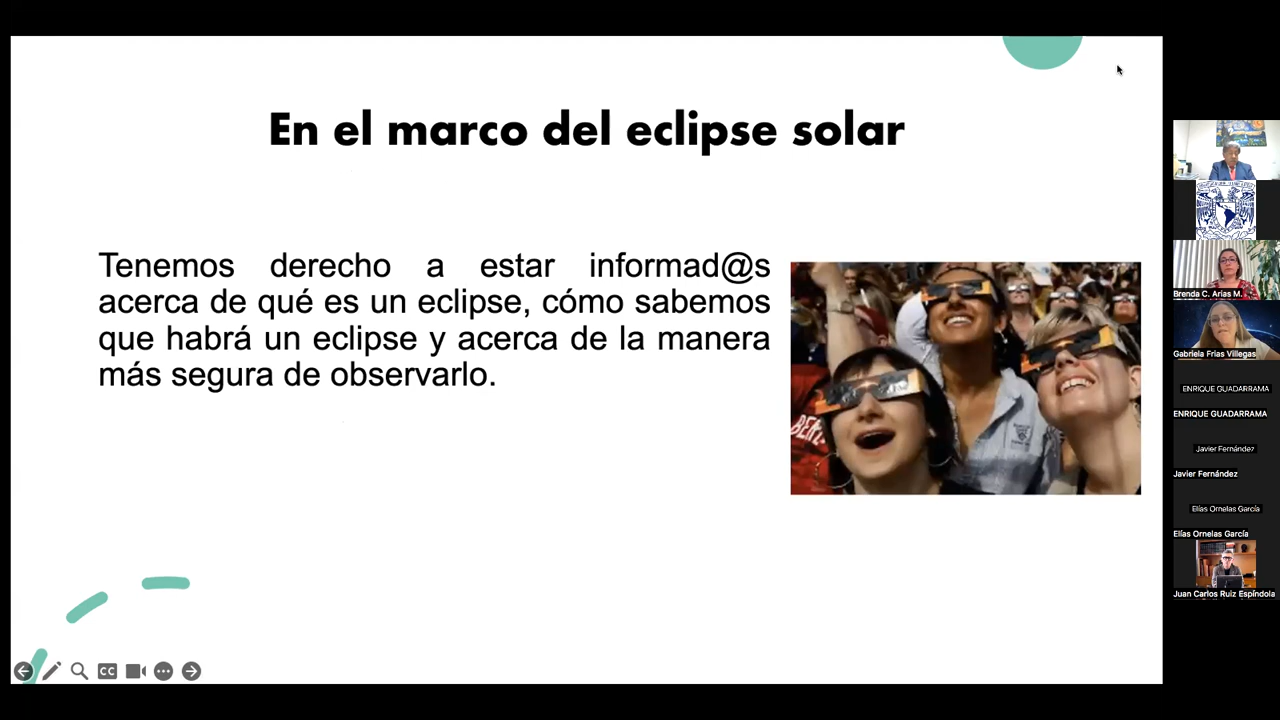 En el marco del eclipse solar
Tenemos derecho a estar informad@s
acerca de qué es un eclipse, cómo sabemos
que habrá un eclipse y acerca de la manera
más segura de observarlo.
CC
Brenda C. Arias M.
Gabriela Frías Villegas
ENRIQUE GUADARRAMA
ENRIQUE GUADARRAMA
Javier Fernández
Javier Fernández
Elías Ornelas García
Elías Ornelas García
Juan Carlos Ruiz Espíndola